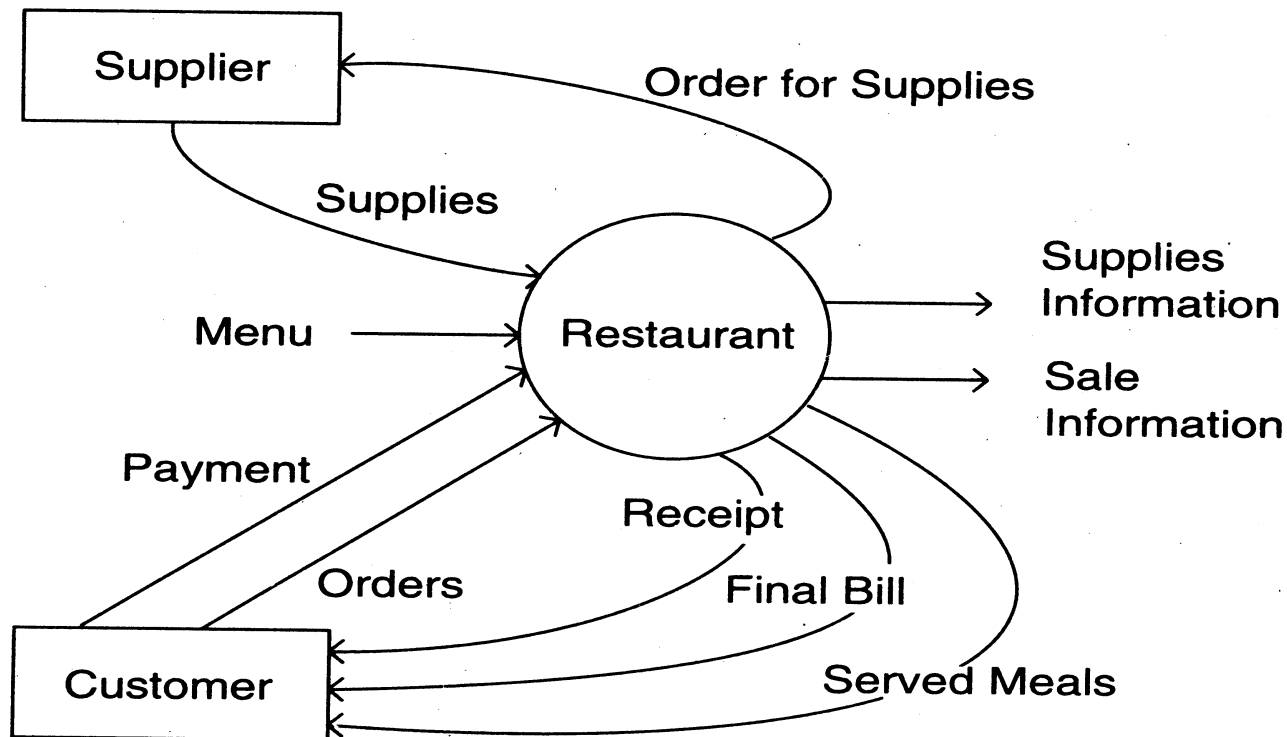 Supplier
Order for Supplies
Supplies
Supplies
Information
Menu
Restaurant
Sale
Information
Payment
Receipt
Orders
Final Bill
Customer
Served Meals